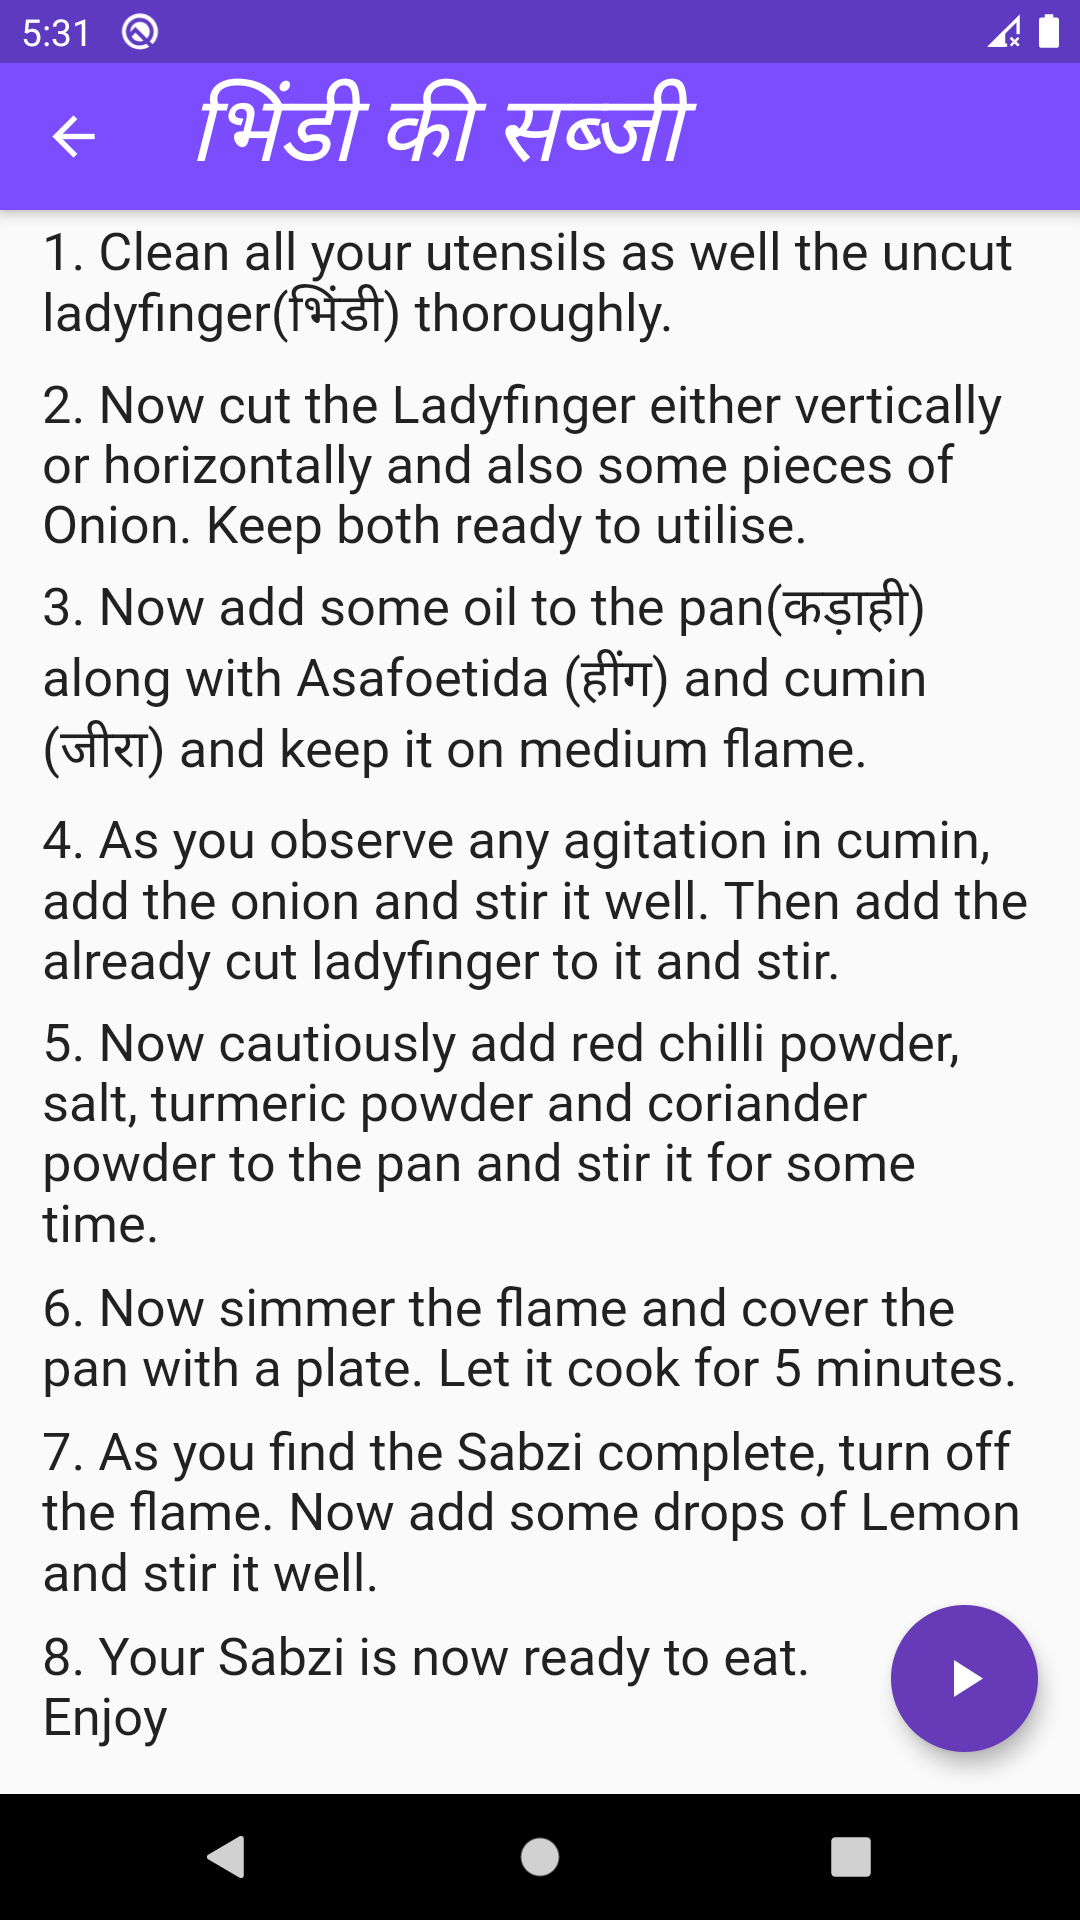 5:31
भिंडी की सब्जी
1. Clean all your utensils as well the uncut
ladyfinger(भिंडी) thoroughly.
2. Now cut the Ladyfinger either vertically
or horizontally and also some pieces of
Onion. Keep both ready to utilise.
3. Now add some oil to the pan(कड़ाही)
along with Asafoetida (हींग) and cumin
(जीरा) and keep it on medium flame.
4. As you observe any agitation in cumin,
add the onion and stir it well. Then add the
already cut ladyfinger to it and stir.
5. Now cautiously add red chilli powder,
salt, turmeric powder and coriander
powder to the pan and stir it for some
time.
6. Now simmer the flame and cover the
pan with a plate. Let it cook for 5 minutes.
7. As you find the Sabzi complete, turn off
the flame. Now add some drops of Lemon
and stir it well.
8. Your Sabzi is now ready to eat.
Enjoy